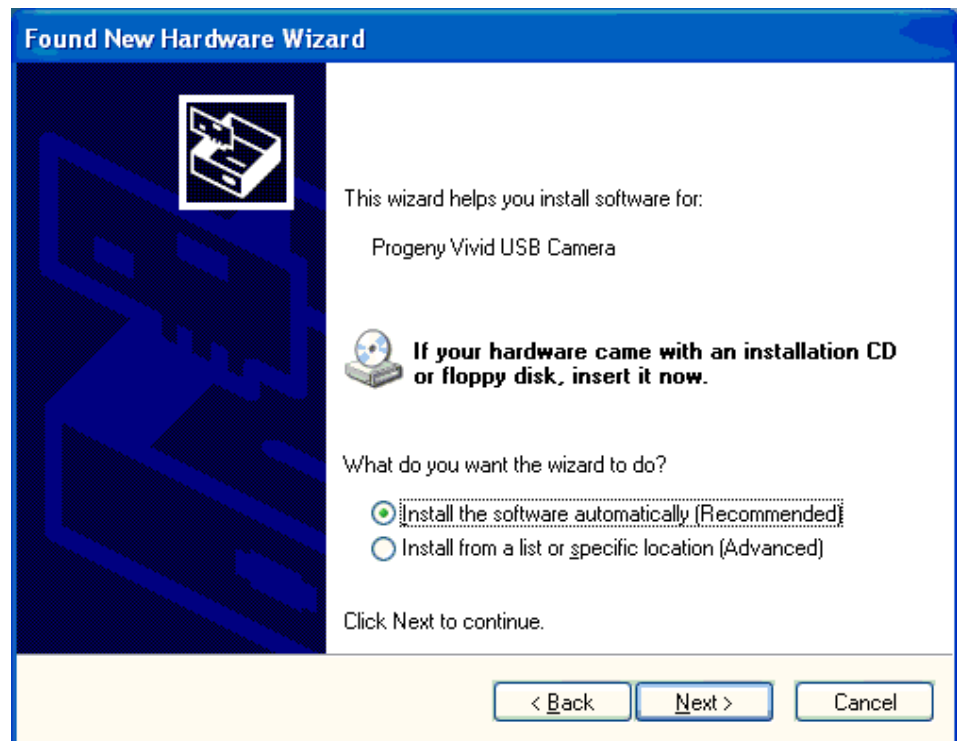 Found New Hardware Wizard
This wizard helps you install software for:
Progeny Vivid USB Camera
If your hardware came with an installation CD
or floppy disk, insert it now.
What do you want the wizard to do?
Install the software automatically (Recommended)
Install from a list or specific location (Advanced)
Click Next to continue.
< Back Next > Cancel